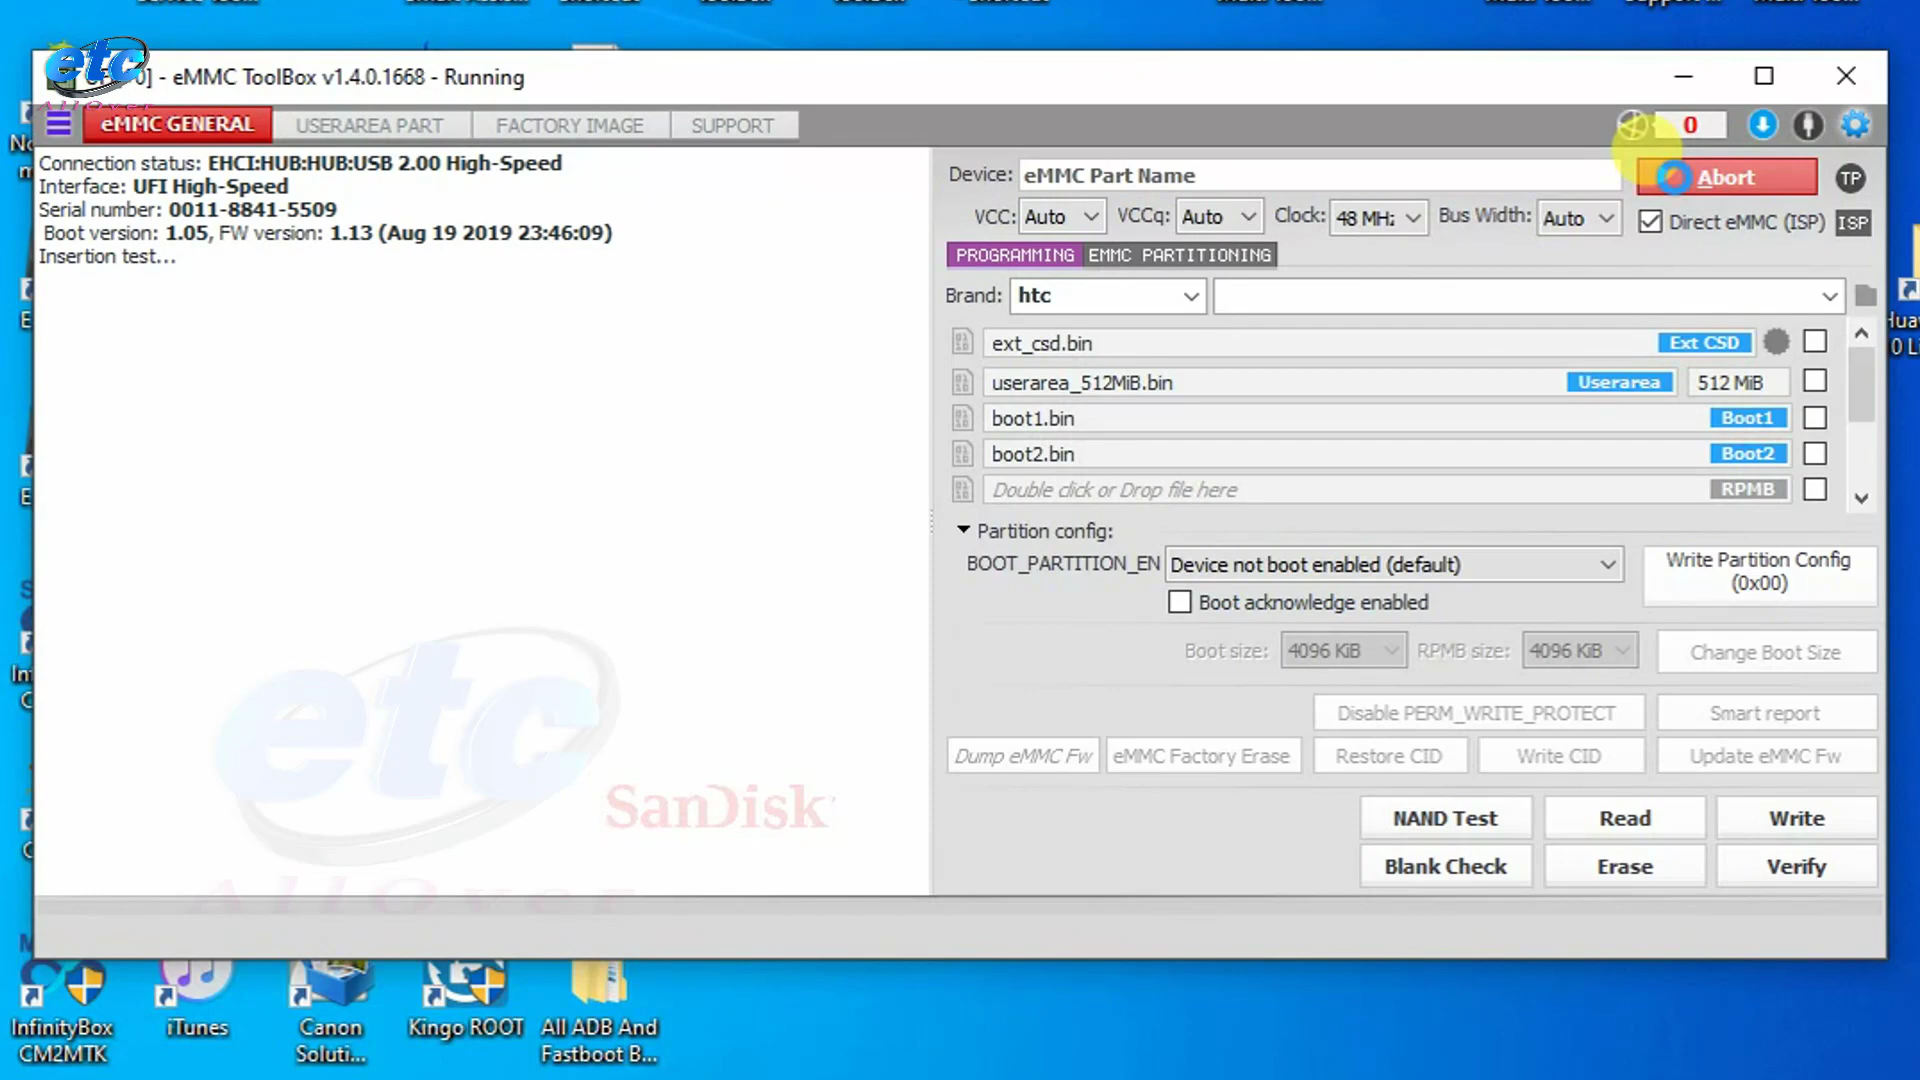 etc
0] - eMMC ToolBox v1.4.0.1668 - Running
eMMC GENERAL
USERAREA PART
FACTORY IMAGE
SUPPORT
0
Connection status: EHCI:HUB:HUB:USB 2.00 High-Speed
Interface: UFI High-Speed
Serial number: 0011-8841-5509
Boot version: 1.05, FW version: 1.13 (Aug 19 2019 23:46:09)
Insertion test...
Device: eMMC Part Name
Abort
TP
VCC: Auto
VCCq: Auto
Clock: 48 MHz
Bus Width: Auto
Direct eMMC (ISP)
ISP
PROGRAMMING
EMMC PARTITIONING
Brand: htc
ext_csd.bin
Ext CSD
userarea_512MiB.bin
Userarea
512 MiB
boot1.bin
Boot1
boot2.bin
Boot2
Double click or Drop file here
RPMB
Partition config:
BOOT_PARTITION_EN
Device not boot enabled (default)
Write Partition Config
(0x00)
Boot acknowledge enabled
Boot size: 4096 KiB
RPMB size: 4096 KiB
Change Boot Size
Disable PERM_WRITE_PROTECT
Smart report
Dump eMMC Fw
eMMC Factory Erase
Restore CID
Write CID
Update eMMC Fw
NAND Test
Read
Write
Blank Check
Erase
Verify
etc
AllOver
SanDisk
InfinityBox
CM2MTK
iTunes
Canon
Soluti...
Kingo ROOT
All ADB And
Fastboot B...